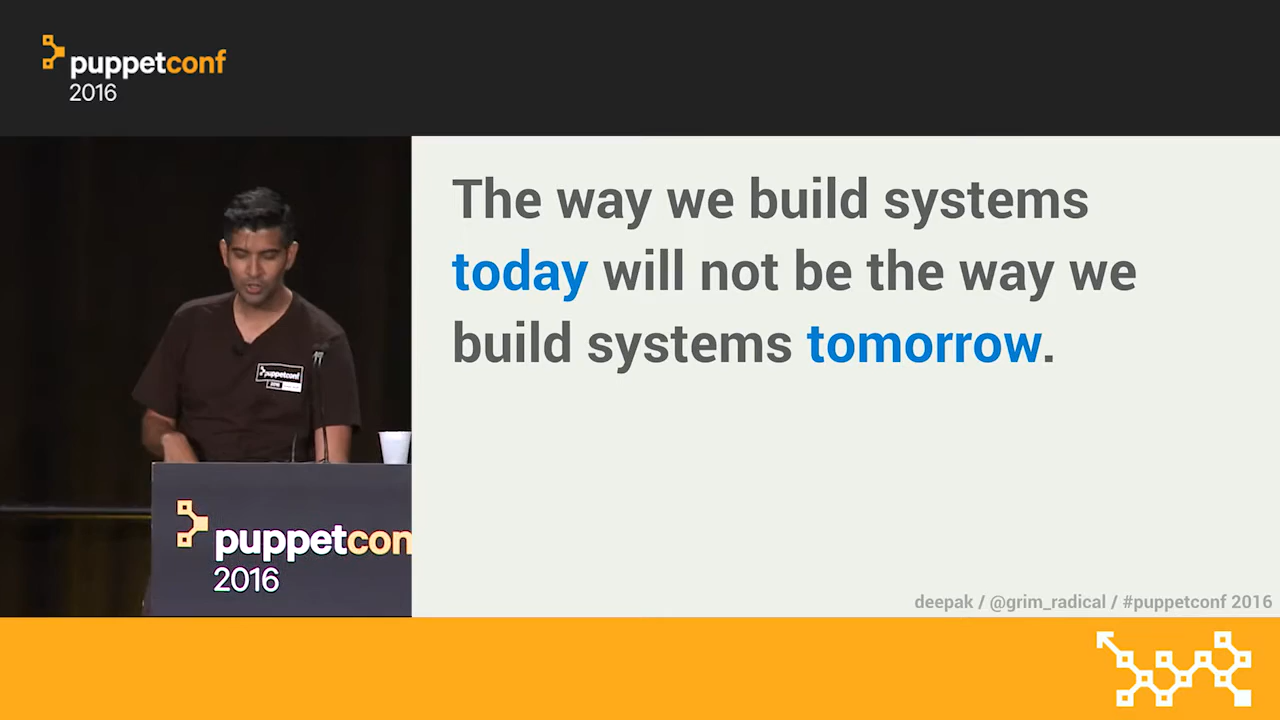 puppetconf
2016
The way we build systems
today will not be the way we
build systems tomorrow.
puppetconf
puppetcon
2016
deepak / @grim_radical / #puppetconf 2016